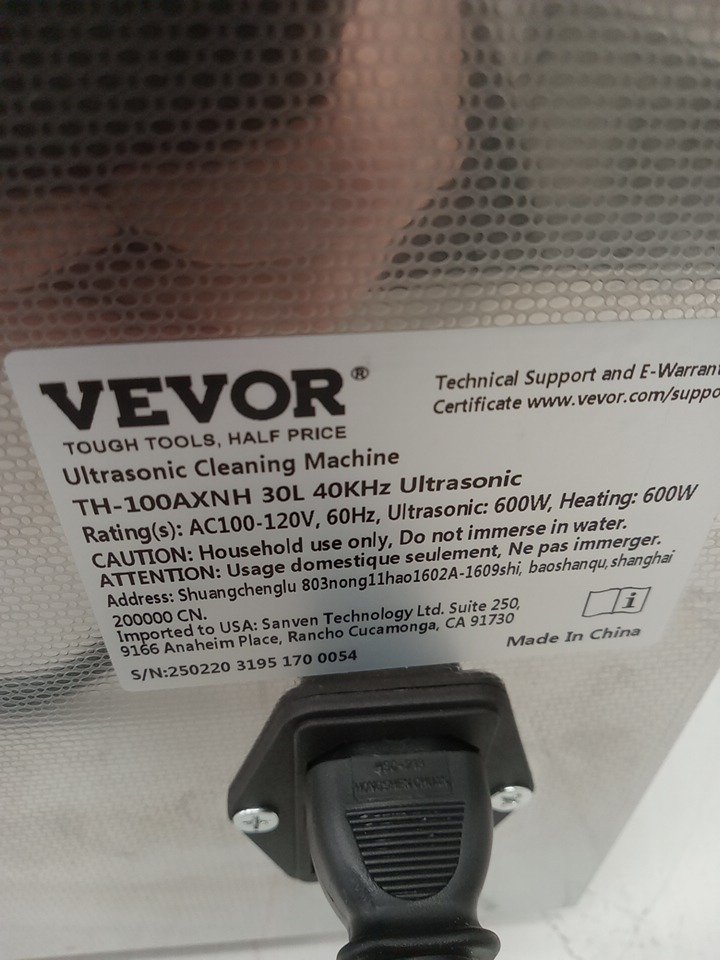 VEVOR®
TOUGH TOOLS, HALF PRICE
Technical Support and E-Warran
Certificate www.vevor.com/suppo
Ultrasonic Cleaning Machine
TH-100AXNH 30L 40KHz Ultrasonic
Rating(s): AC100-120V, 60Hz, Ultrasonic: 600W, Heating: 600W
CAUTION: Household use only, Do not immerse in water.
ATTENTION: Usage domestique seulement, Ne pas immerger.
Address: Shuangchenglu 803nong11hao1602A-1609shi, baoshanqu,shanghai
200000 CN.
Imported to USA: Sanven Technology Ltd. Suite 250,
9166 Anaheim Place, Rancho Cucamonga, CA 91730
Made In China
S/N:250220 3195 170 0054